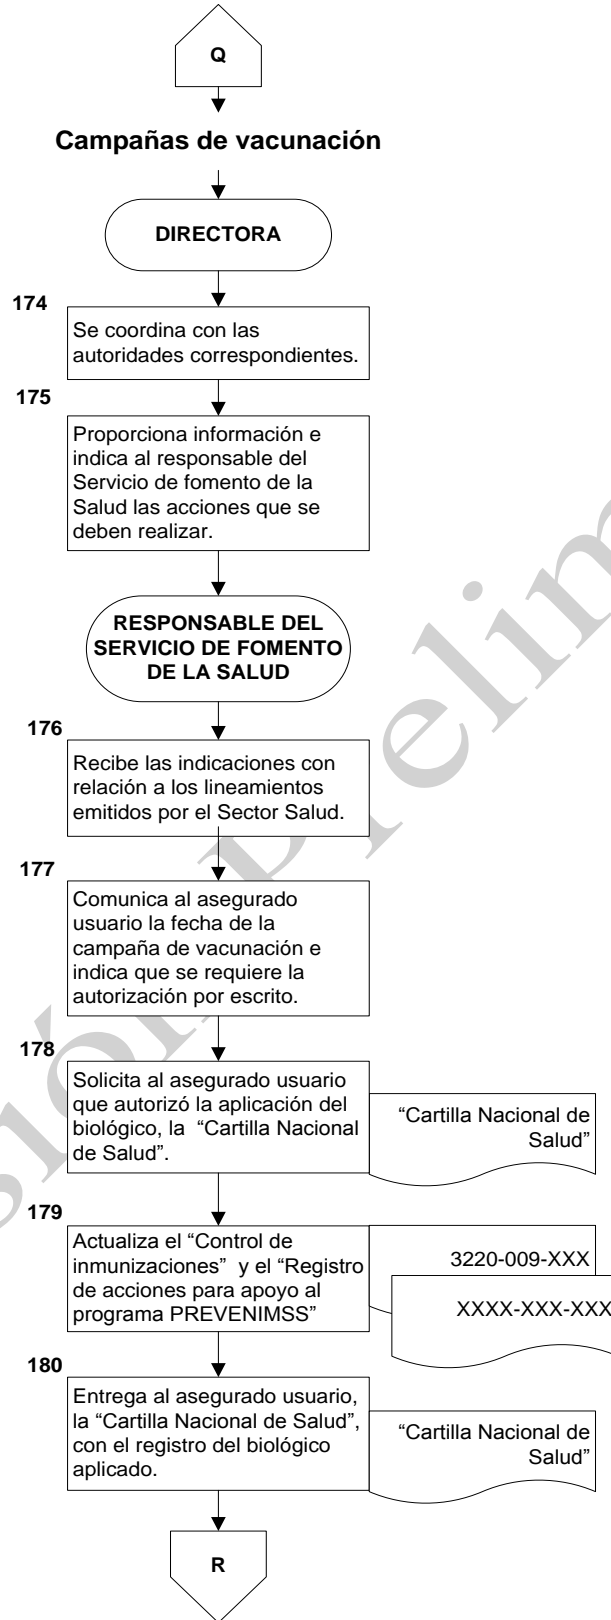 Q
Campañas de vacunación
DIRECTORA
174
Se coordina con las
autoridades correspondientes.
175
Proporciona información e
indica al responsable del
Servicio de fomento de la
Salud las acciones que se
deben realizar.
RESPONSABLE DEL
SERVICIO DE FOMENTO
DE LA SALUD
176
Recibe las indicaciones con
relación a los lineamientos
emitidos por el Sector Salud.
177
Comunica al asegurado
usuario la fecha de la
campaña de vacunación e
indica que se requiere la
autorización por escrito.
178
Solicita al asegurado usuario
que autorizó la aplicación del
biológico, la “Cartilla Nacional
de Salud”.
“Cartilla Nacional de
Salud”
179
Actualiza el “Control de
inmunizaciones” y el “Registro
de acciones para apoyo al
programa PREVENIMSS”
3220-009-XXX
XXXX-XXX-XXX
180
Entrega al asegurado usuario,
la “Cartilla Nacional de Salud”,
con el registro del biológico
aplicado.
“Cartilla Nacional de
Salud”
R